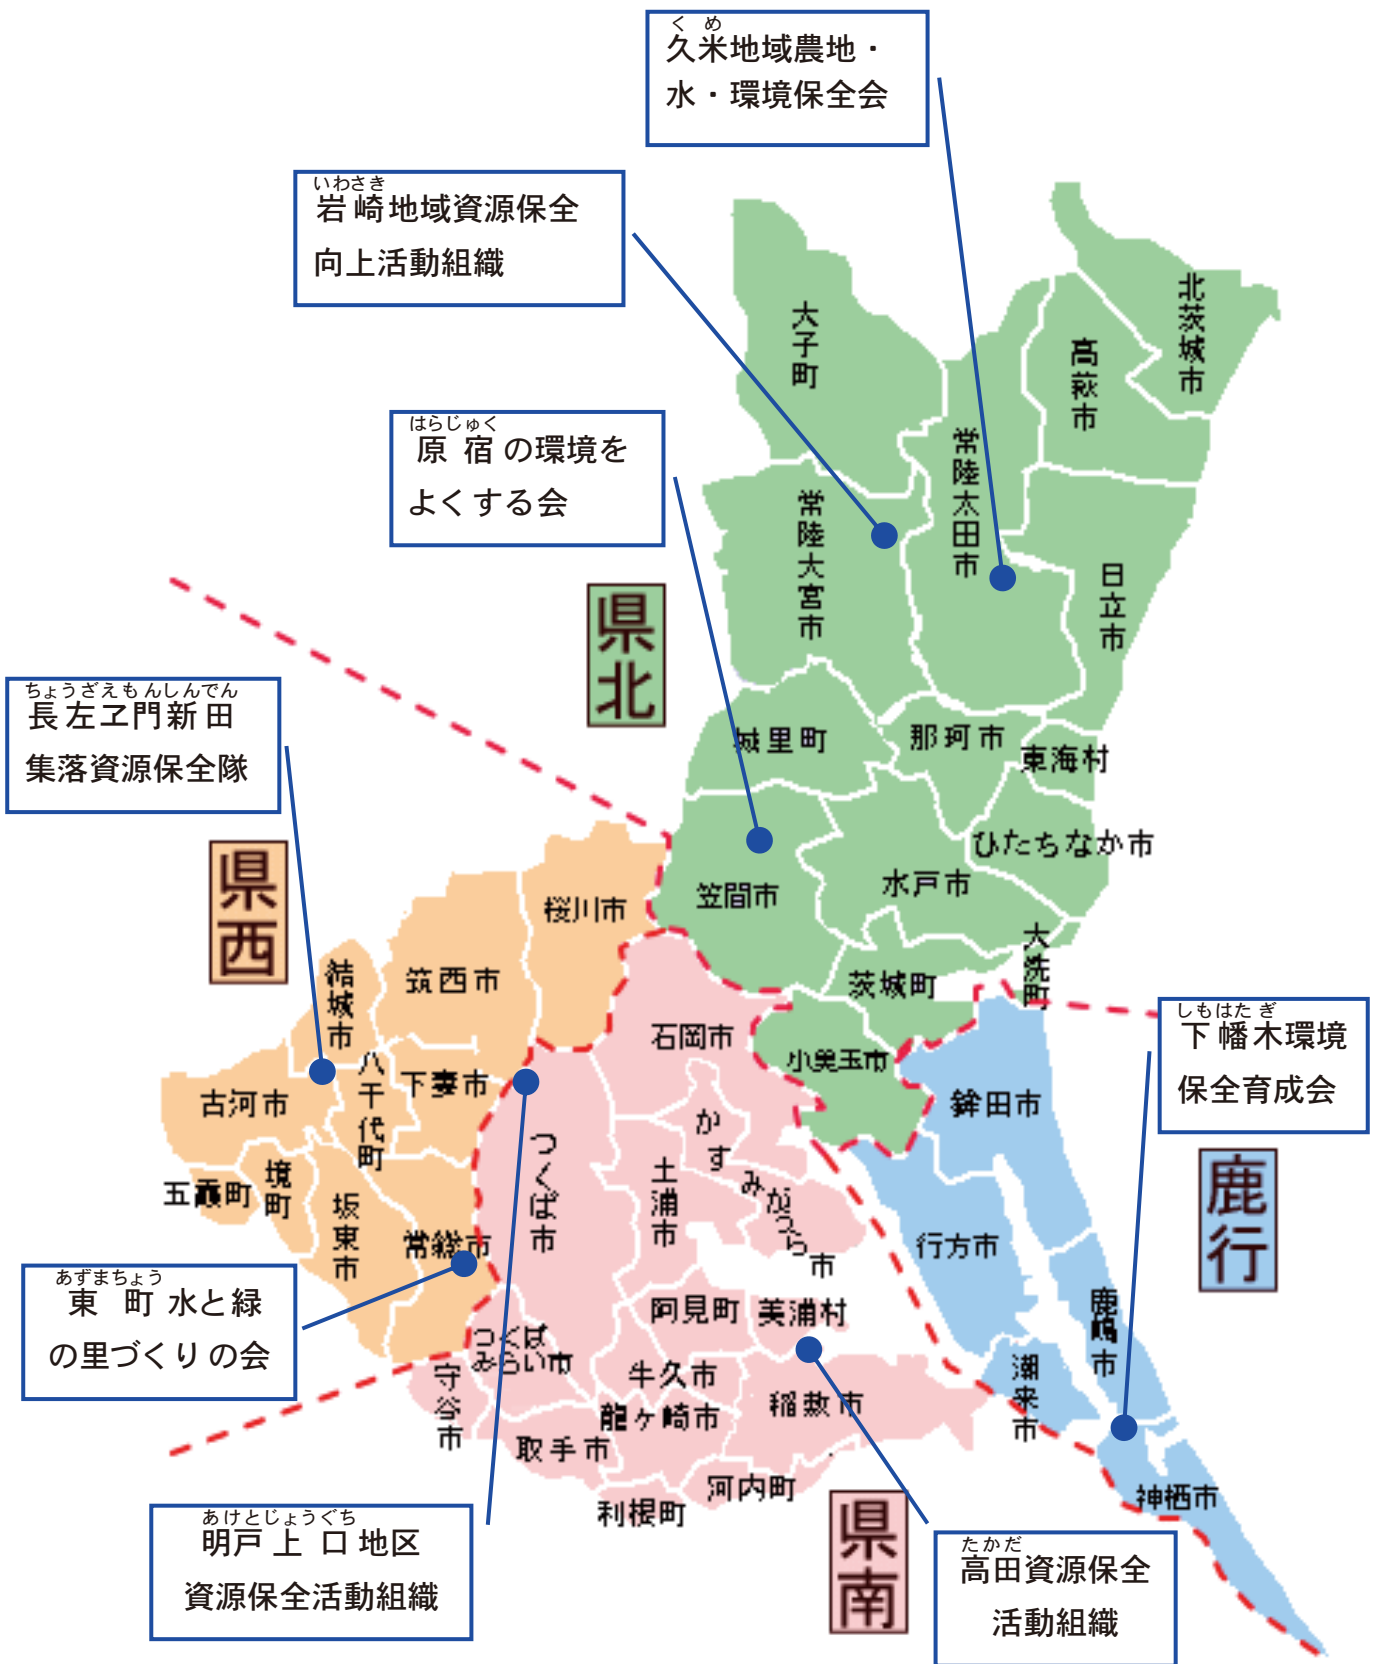 くめ
久米地域農地・
水・環境保全会
いわさき
岩崎地域資源保全
向上活動組織
はらじゅく
原宿の環境を
よくする会
ちょうざえもんしんでん
長左ヱ門新田
集落資源保全隊
あずまちょう
東町水と緑
の里づくりの会
あけとじょうぐち
明戸上口地区
資源保全活動組織
たかだ
高田資源保全
活動組織
しもはたぎ
下幡木環境
保全育成会
県北
大子町
北茨城市
高萩市
常陸太田市
常陸大宮市
日立市
城里町
那珂市
東海村
ひたちなか市
笠間市
水戸市
大洗町
茨城町
小美玉市
県西
桜川市
筑西市
結城市
古河市
八千代町
下妻市
五霞町
境町
坂東市
常総市
県南
石岡市
かすみがうら市
つくば市
土浦市
阿見町
美浦村
つくばみらい市
守谷市
牛久市
龍ヶ崎市
稲敷市
取手市
河内町
利根町
鹿行
鉾田市
行方市
鹿嶋市
潮来市
神栖市